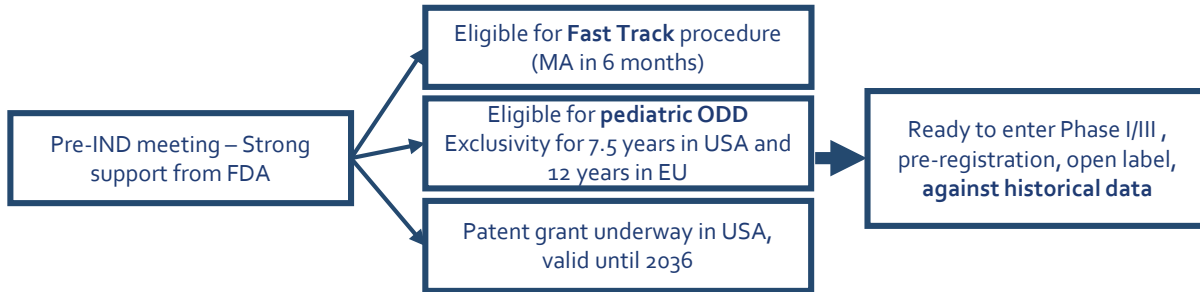 Pre-IND meeting – Strong
support from FDA
Eligible for Fast Track procedure
(MA in 6 months)
Eligible for pediatric ODD
Exclusivity for 7.5 years in USA and
12 years in EU
Patent grant underway in USA,
valid until 2036
Ready to enter Phase I/III ,
pre-registration, open label,
against historical data